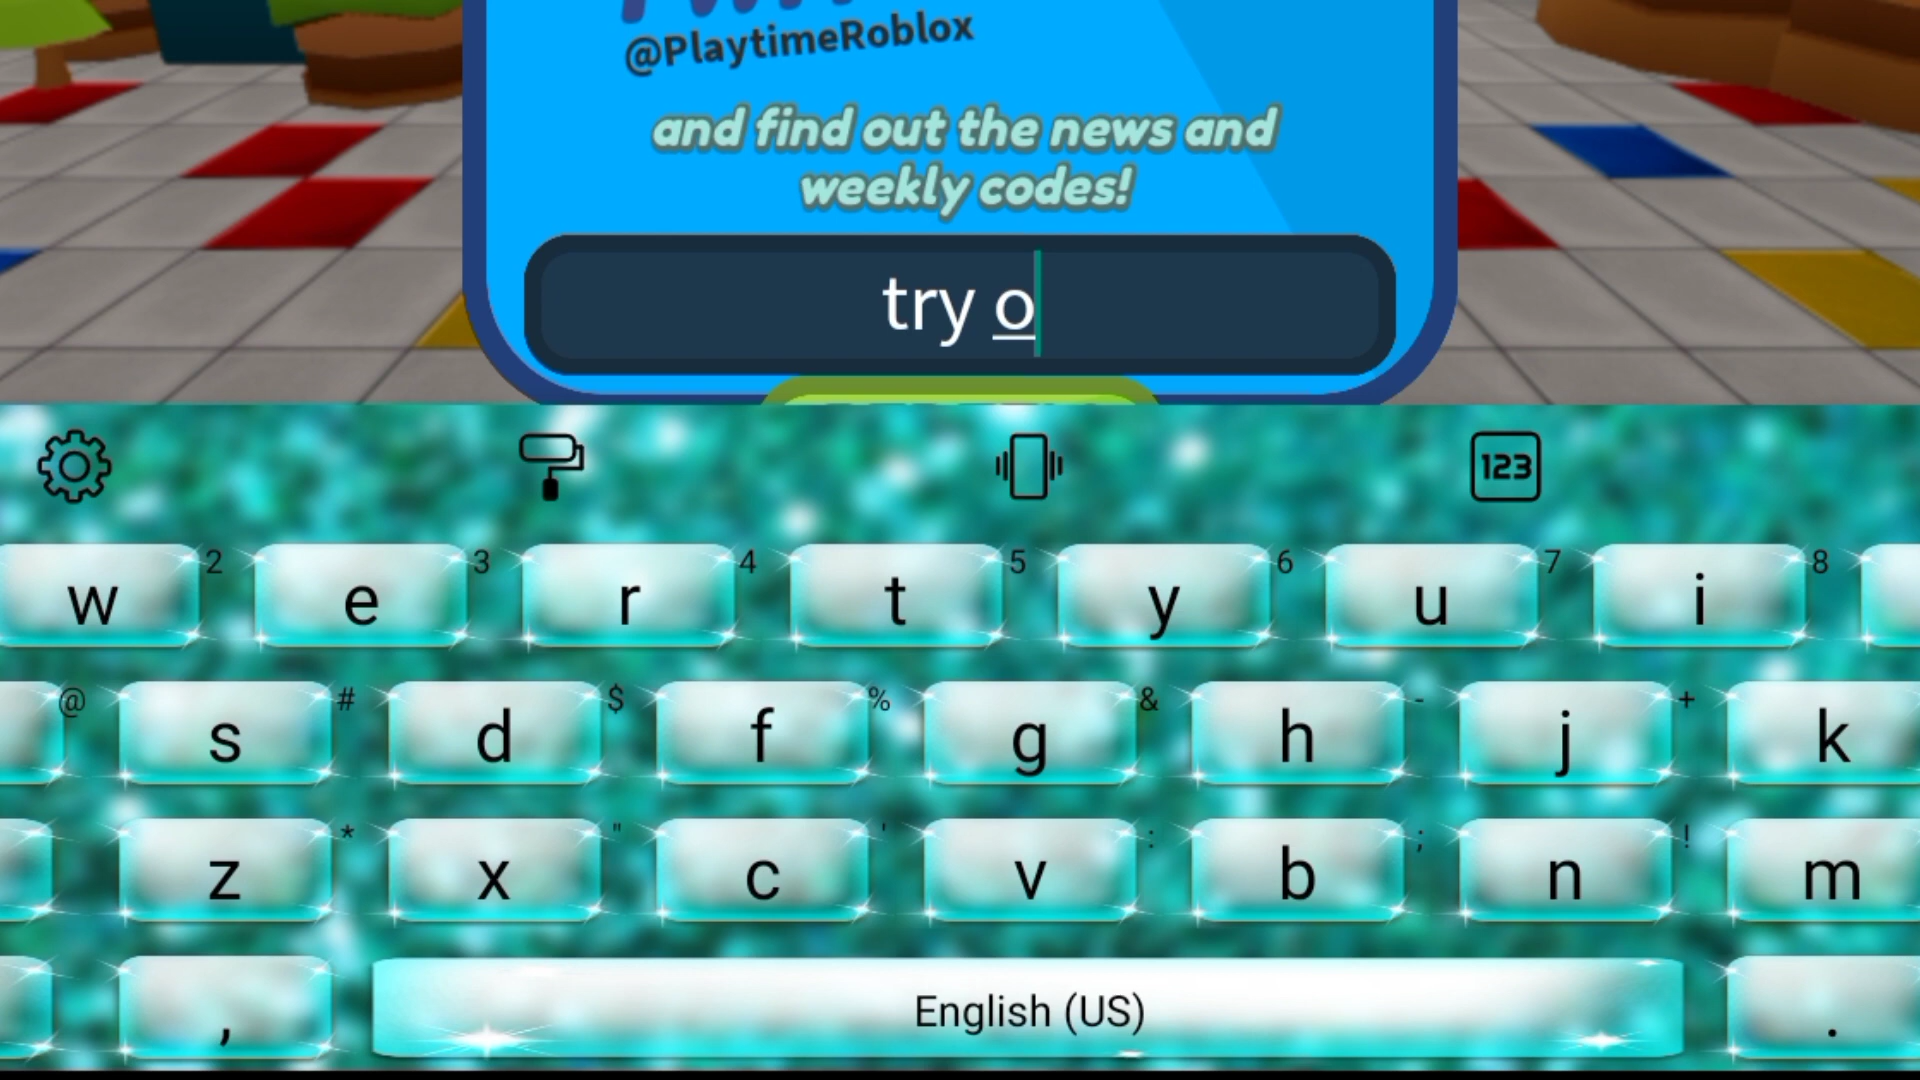 @PlaytimeRoblox
and find out the news and
weekly codes!
try o
123
w 2 e 3 r 4 t 5 y 6 u 7 i 8
@ s # d $ f % g & h - j + k
z * x " c ' v : b ; n ! m
, English (US) .